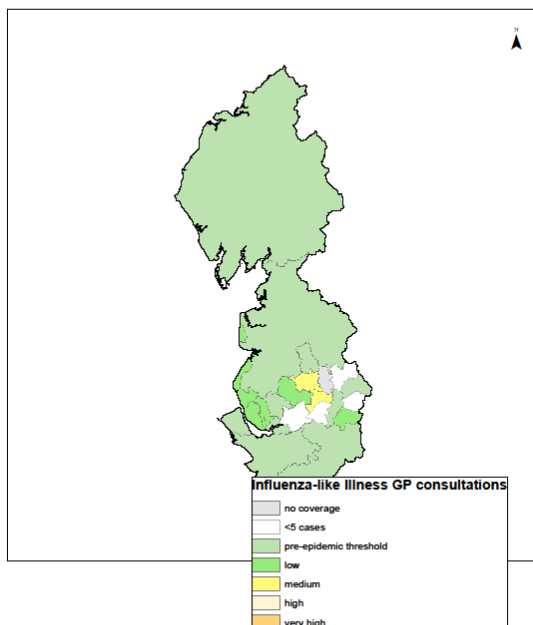 N
Influenza-like Illness GP consultations
no coverage
<5 cases
pre-epidemic threshold
low
medium
high
very high